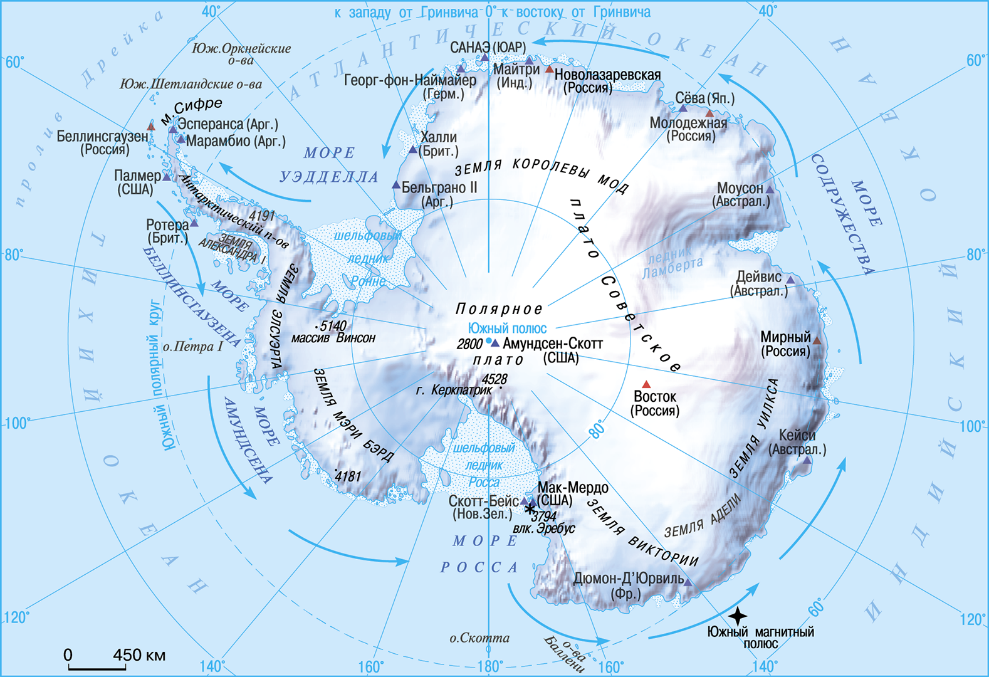 к западу от Гринвича 0° к востоку от Гринвича
40°
40°
АТЛАНТИЧЕСКИЙ ОКЕАН
пролив Дрейка
Юж.Оркнейские
о-ва
САНАЭ (ЮАР)
60°
60°
Георг-фон-Наймайер
(Герм.)
Майтри
(Инд.)
Новолазаревская
(Россия)
Юж.Шетландские о-ва
м. Сифре
Сёва (Яп.)
Молодежная
(Россия)
Эсперанса (Арг.)
Беллинсгаузен
(Россия)
Марамбио (Арг.)
Халли
(Брит.)
МОРЕ
УЭДДЕЛЛА
ЗЕМЛЯ КОРОЛЕВЫ МОД
МОРЕ
СОДРУЖЕСТВА
Палмер
(США)
Бельграно II
(Арг.)
Моусон
(Австрал.)
Антарктический п-ов
4191
плато Советское
Ротера
(Брит.)
ЗЕМЛЯ
АЛЕКСАНДРА I
шельфовый
ледник
Ронне
ледник
Ламберта
80°
80°
МОРЕ
БЕЛЛИНСГАУЗЕНА
ЗЕМЛЯ ЭЛСУЭРТА
Дейвис
(Австрал.)
Полярное
Южный полюс
2800
Амундсен-Скотт
(США)
плато
5140
массив Винсон
о.Петра I
Южный полярный круг
Мирный
(Россия)
4528
г. Керкпатрик
Восток
(Россия)
ЗЕМЛЯ МЭРИ БЭРД
МОРЕ
АМУНДСЕНА
100°
100°
80°
ЗЕМЛЯ УИЛКСА
Кейси
(Австрал.)
4181
шельфовый
ледник
Росса
Мак-Мердо
(США)
Скотт-Бейс
(Нов.Зел.)
3794
влк. Эребус
ЗЕМЛЯ АДЕЛИ
ЗЕМЛЯ ВИКТОРИИ
МОРЕ
РОССА
Дюмон-Д'Юрвиль
(Фр.)
ТИХИЙ
ОКЕАН
ИНДИЙСКИЙ ОКЕАН
120°
120°
60°
Южный магнитный
полюс
о.Скотта
о-ва
Баллени
0 450 км
140°
160°
180°
160°
140°